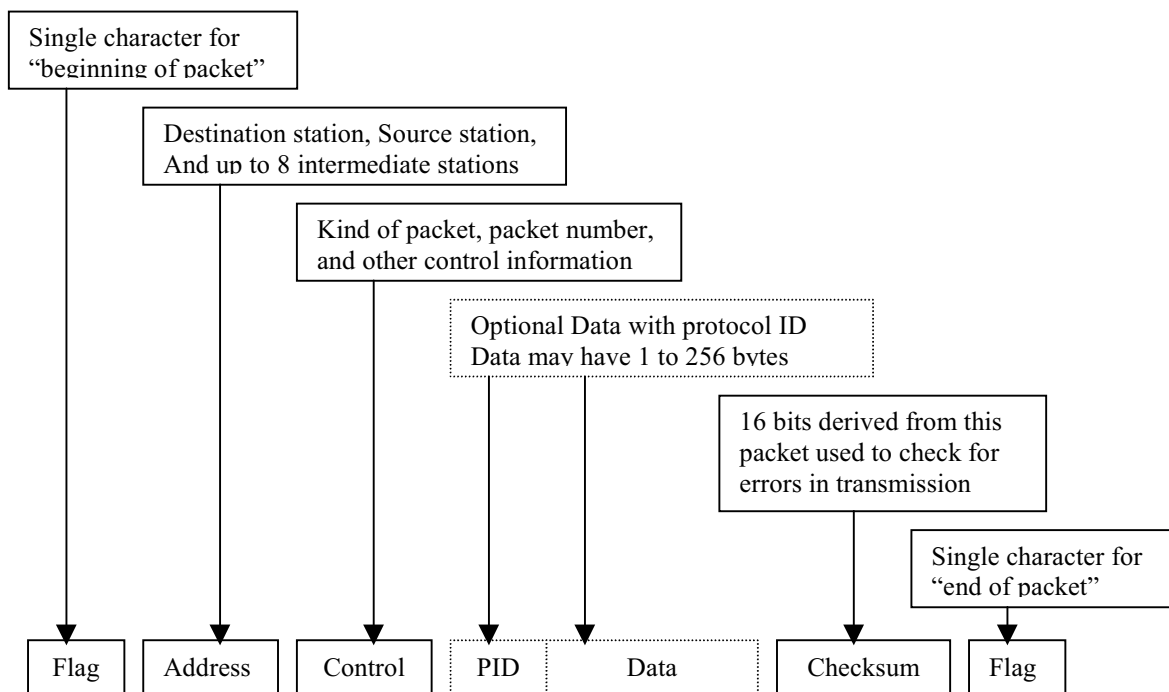 Single character for
“beginning of packet”
Destination station, Source station,
And up to 8 intermediate stations
Kind of packet, packet number,
and other control information
Optional Data with protocol ID
Data may have 1 to 256 bytes
16 bits derived from this
packet used to check for
errors in transmission
Single character for
“end of packet”
Flag Address Control PID Data Checksum Flag